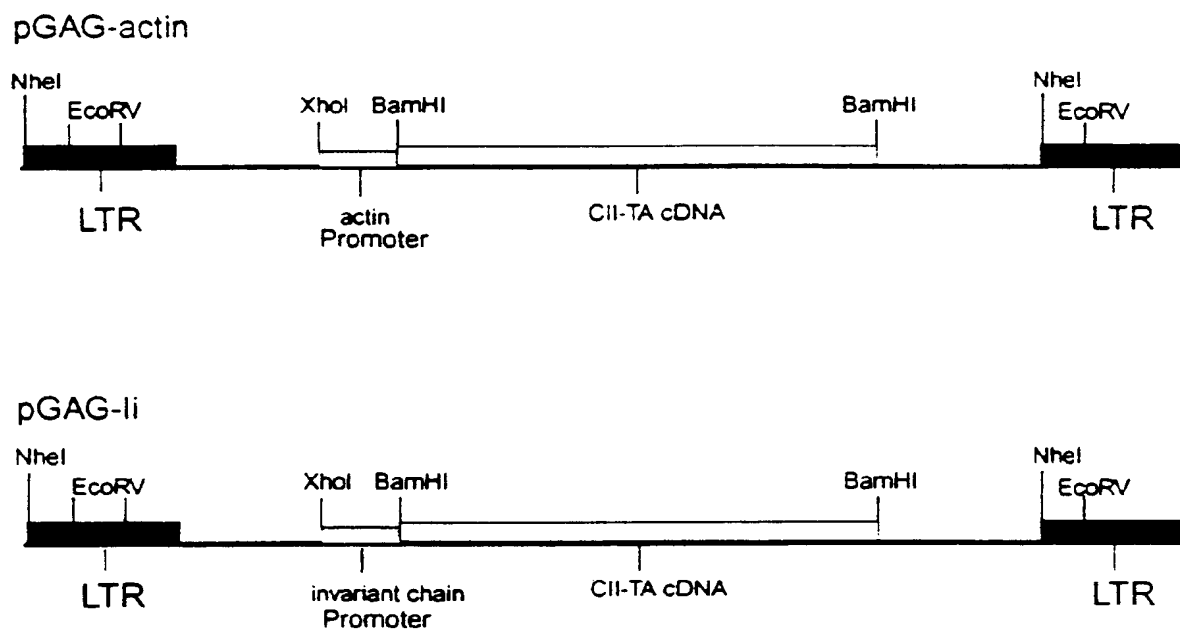 pGAG-actin
NheI
EcoRV
XhoI
BamHI
BamHI
NheI
EcoRV
LTR
actin
Promoter
CII-TA cDNA
LTR
pGAG-Ii
NheI
EcoRV
XhoI
BamHI
BamHI
NheI
EcoRV
LTR
invariant chain
Promoter
CII-TA cDNA
LTR